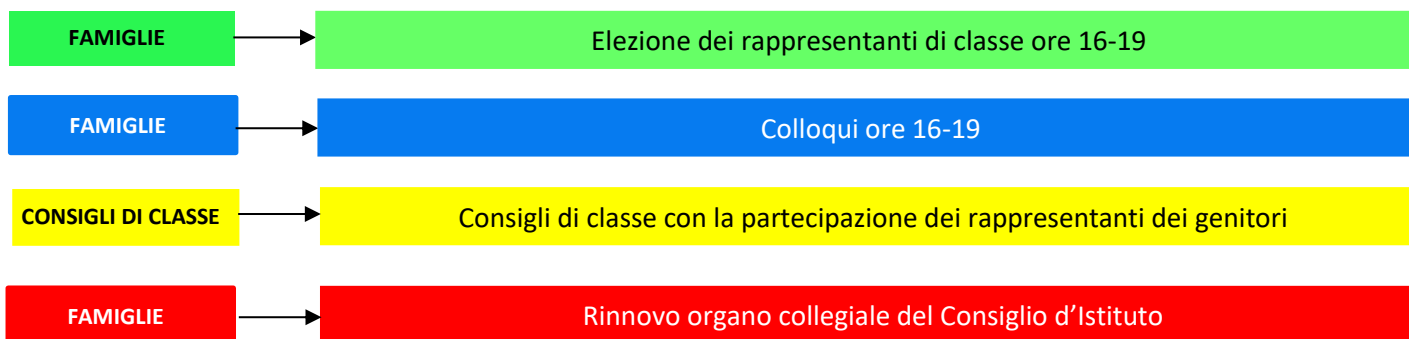 FAMIGLIE Elezione dei rappresentanti di classe ore 16-19
FAMIGLIE Colloqui ore 16-19
CONSIGLI DI CLASSE Consigli di classe con la partecipazione dei rappresentanti dei genitori
FAMIGLIE Rinnovo organo collegiale del Consiglio d’Istituto